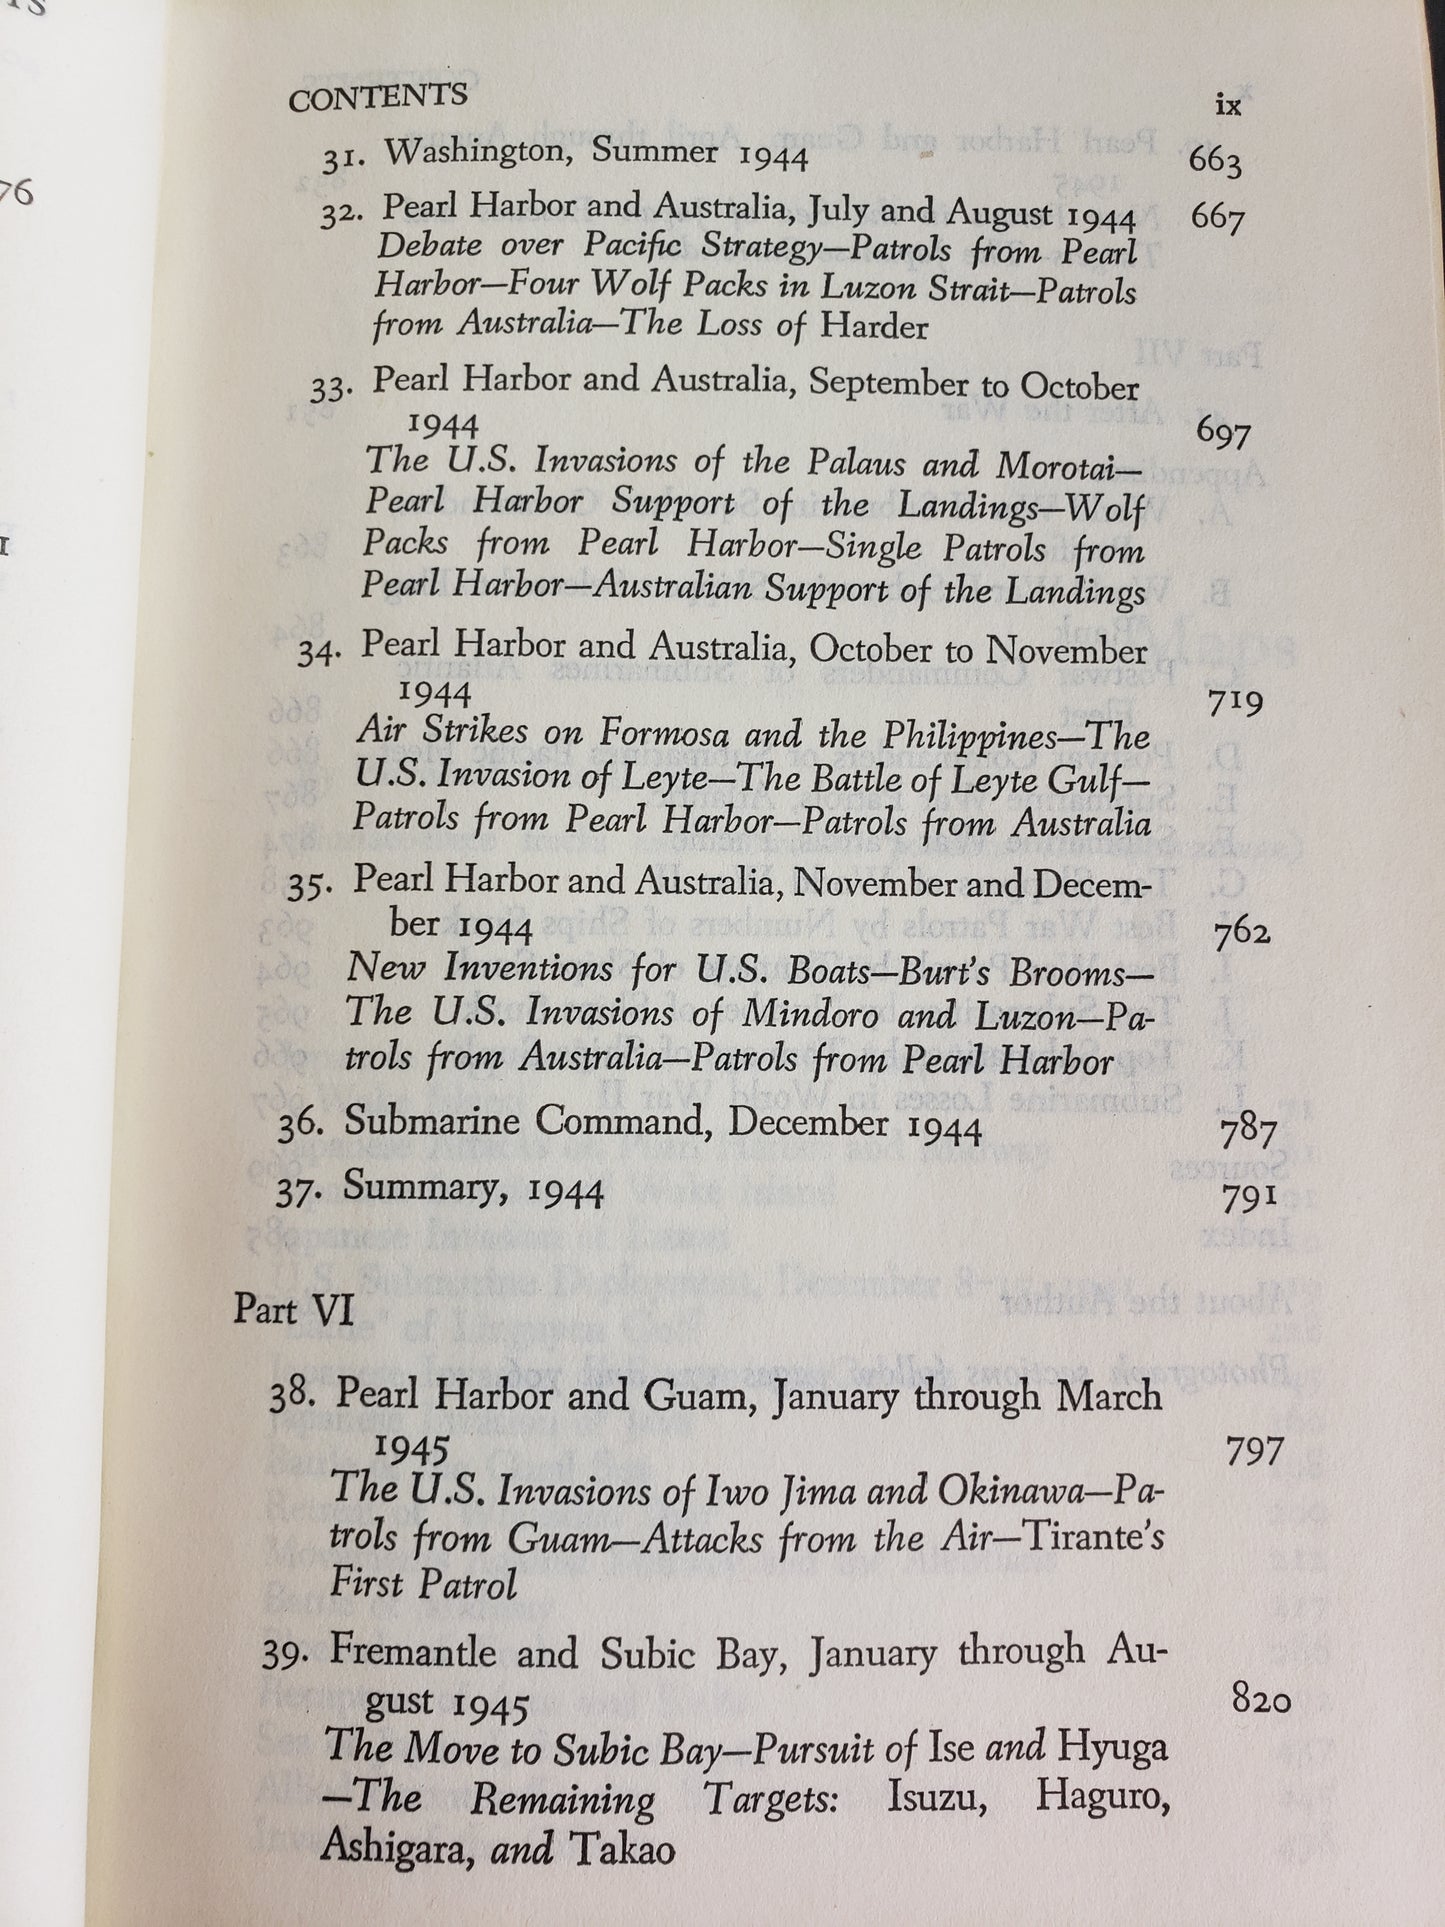 CONTENTS ix
31. Washington, Summer 1944 663
32. Pearl Harbor and Australia, July and August 1944 667
Debate over Pacific Strategy—Patrols from Pearl
Harbor—Four Wolf Packs in Luzon Strait—Patrols
from Australia—The Loss of Harder
33. Pearl Harbor and Australia, September to October
1944 697
The U.S. Invasions of the Palaus and Morotai—
Pearl Harbor Support of the Landings—Wolf
Packs from Pearl Harbor—Single Patrols from
Pearl Harbor—Australian Support of the Landings
34. Pearl Harbor and Australia, October to November
1944 719
Air Strikes on Formosa and the Philippines—The
U.S. Invasion of Leyte—The Battle of Leyte Gulf—
Patrols from Pearl Harbor—Patrols from Australia
35. Pearl Harbor and Australia, November and Decem-
ber 1944 762
New Inventions for U.S. Boats—Burt's Brooms—
The U.S. Invasions of Mindoro and Luzon—Pa-
trols from Australia—Patrols from Pearl Harbor
36. Submarine Command, December 1944 787
37. Summary, 1944 791
Part VI
38. Pearl Harbor and Guam, January through March
1945 797
The U.S. Invasions of Iwo Jima and Okinawa—Pa-
trols from Guam—Attacks from the Air—Tirante's
First Patrol
39. Fremantle and Subic Bay, January through Au-
gust 1945 820
The Move to Subic Bay—Pursuit of Ise and Hyuga
—The Remaining Targets: Isuzu, Haguro,
Ashigara, and Takao